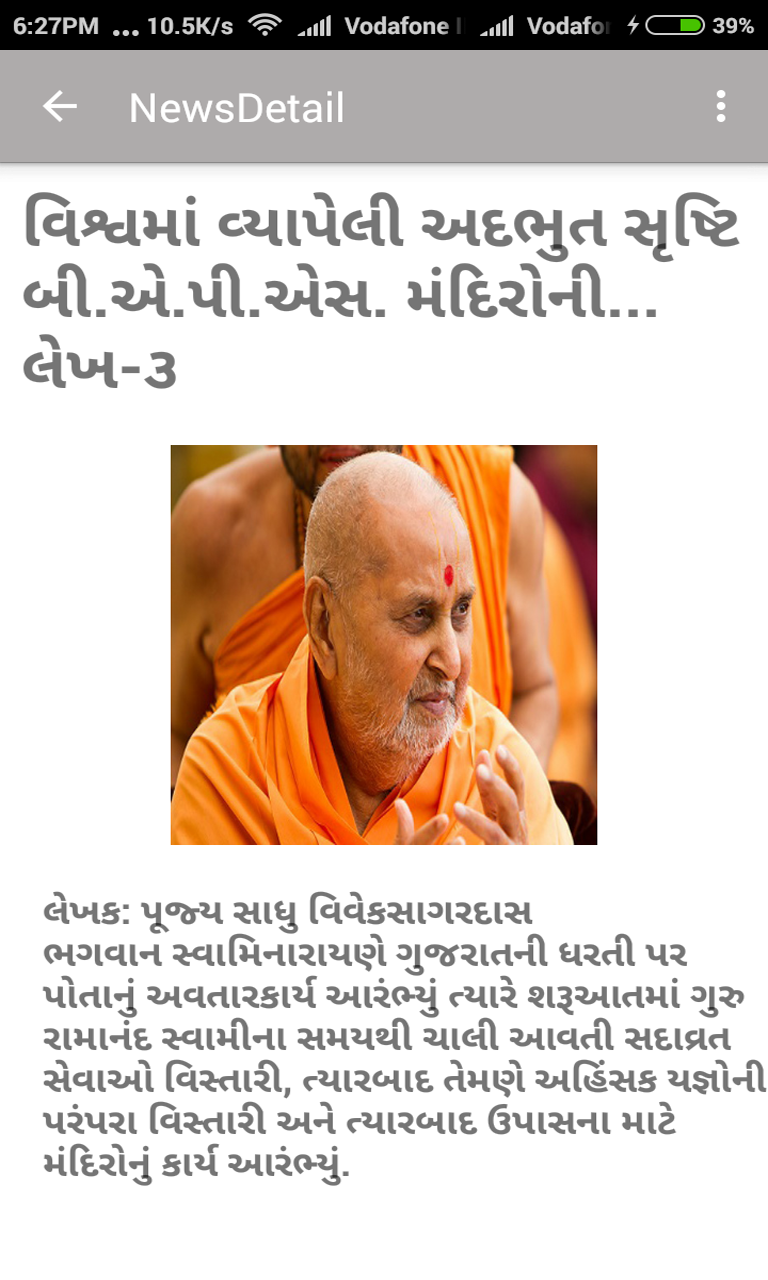 6:27PM ... 10.5K/s Vodafone Vodafo 39%
NewsDetail
વિશ્વમાં વ્યાપેલી અદભુત સૃષ્ટિ
બી.એ.પી.એસ. મંદિરોની...
લેખ-૩
લેખક: પૂજ્ય સાધુ વિવેકસાગરદાસ
ભગવાન સ્વામિનારાયણે ગુજરાતની ધરતી પર
પોતાનું અવતારકાર્ય આરંભ્યું ત્યારે શરૂઆતમાં ગુરુ
રામાનંદ સ્વામીના સમયથી ચાલી આવતી સદાવ્રત
સેવાઓ વિસ્તારી, ત્યારબાદ તેમણે અહિંસક યજ્ઞોની
પરંપરા વિસ્તારી અને ત્યારબાદ ઉપાસના માટે
મંદિરોનું કાર્ય આરંભ્યું.